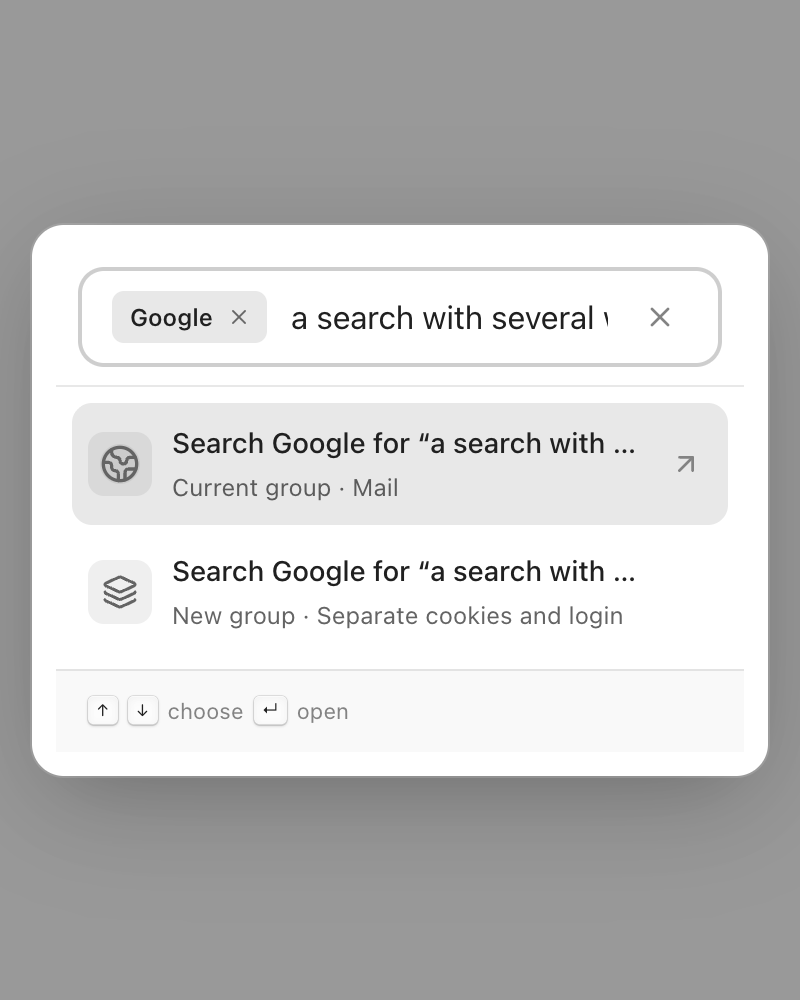 Google a search with several
Search Google for “a search with ...
Current group · Mail
Search Google for “a search with ...
New group · Separate cookies and login
↑ ↓ choose ↵ open